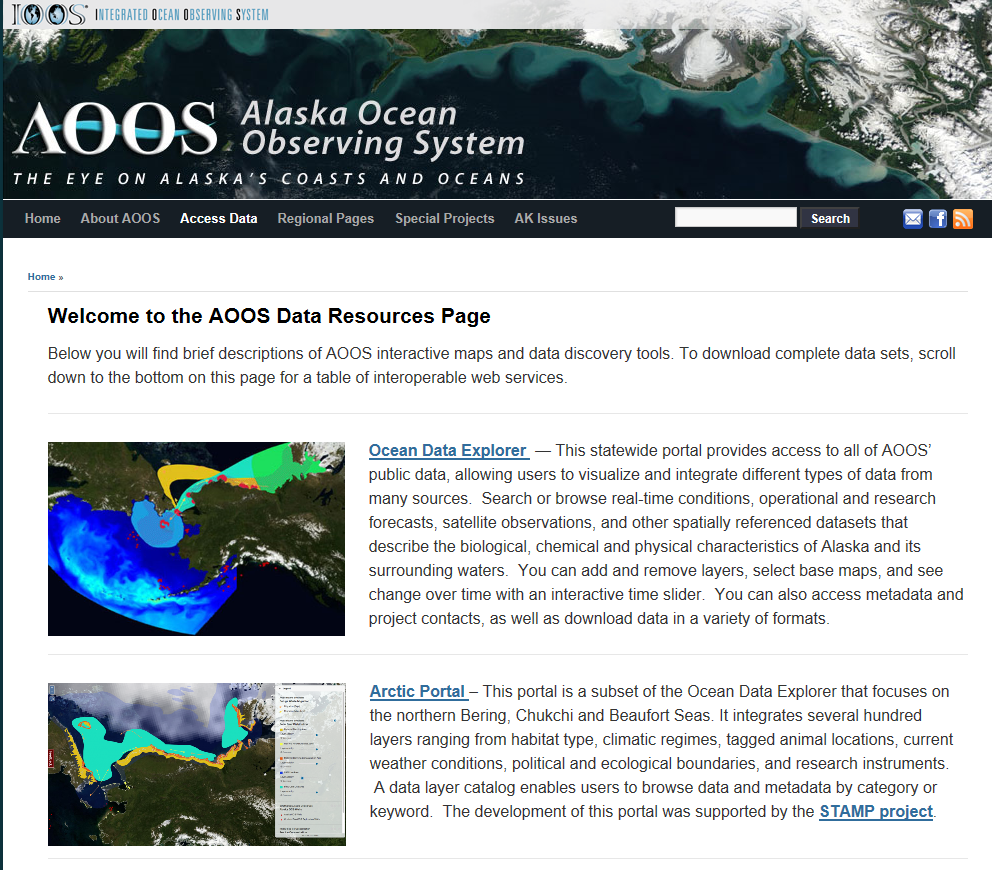 IOOS INTEGRATED OCEAN OBSERVING SYSTEM
AOOS Alaska Ocean
Observing System
THE EYE ON ALASKA'S COASTS AND OCEANS
Home About AOOS Access Data Regional Pages Special Projects AK Issues Search
Home »
Welcome to the AOOS Data Resources Page
Below you will find brief descriptions of AOOS interactive maps and data discovery tools. To download complete data sets, scroll
down to the bottom on this page for a table of interoperable web services.
Ocean Data Explorer — This statewide portal provides access to all of AOOS’
public data, allowing users to visualize and integrate different types of data from
many sources. Search or browse real-time conditions, operational and research
forecasts, satellite observations, and other spatially referenced datasets that
describe the biological, chemical and physical characteristics of Alaska and its
surrounding waters. You can add and remove layers, select base maps, and see
change over time with an interactive time slider. You can also access metadata and
project contacts, as well as download data in a variety of formats.
Arctic Portal – This portal is a subset of the Ocean Data Explorer that focuses on
the northern Bering, Chukchi and Beaufort Seas. It integrates several hundred
layers ranging from habitat type, climatic regimes, tagged animal locations, current
weather conditions, political and ecological boundaries, and research instruments.
A data layer catalog enables users to browse data and metadata by category or
keyword. The development of this portal was supported by the STAMP project.